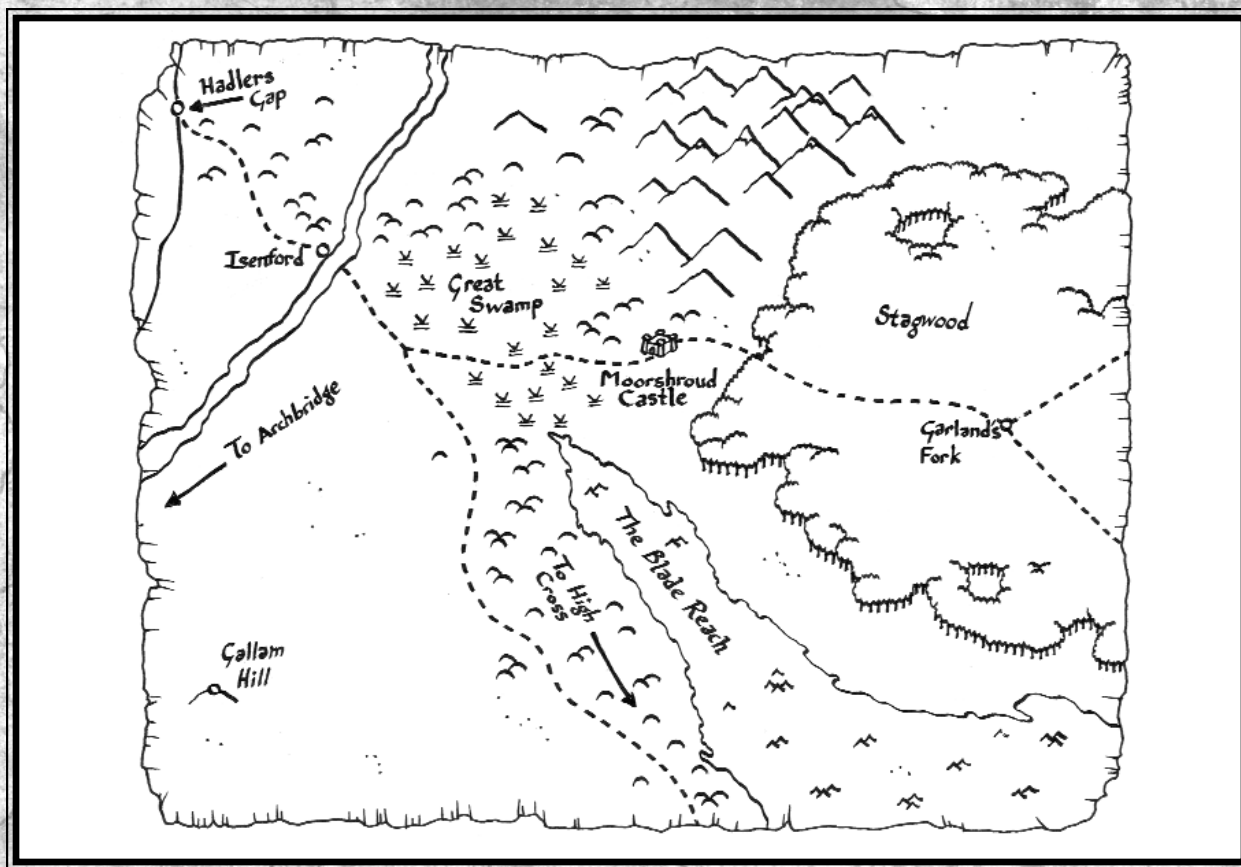 Hadlers
Gap
Isenford
Great
Swamp
Stagwood
Moorshroud
Castle
To Archbridge
Garland's
Fork
The Blade Reach
To High
Cross
Gallam
Hill